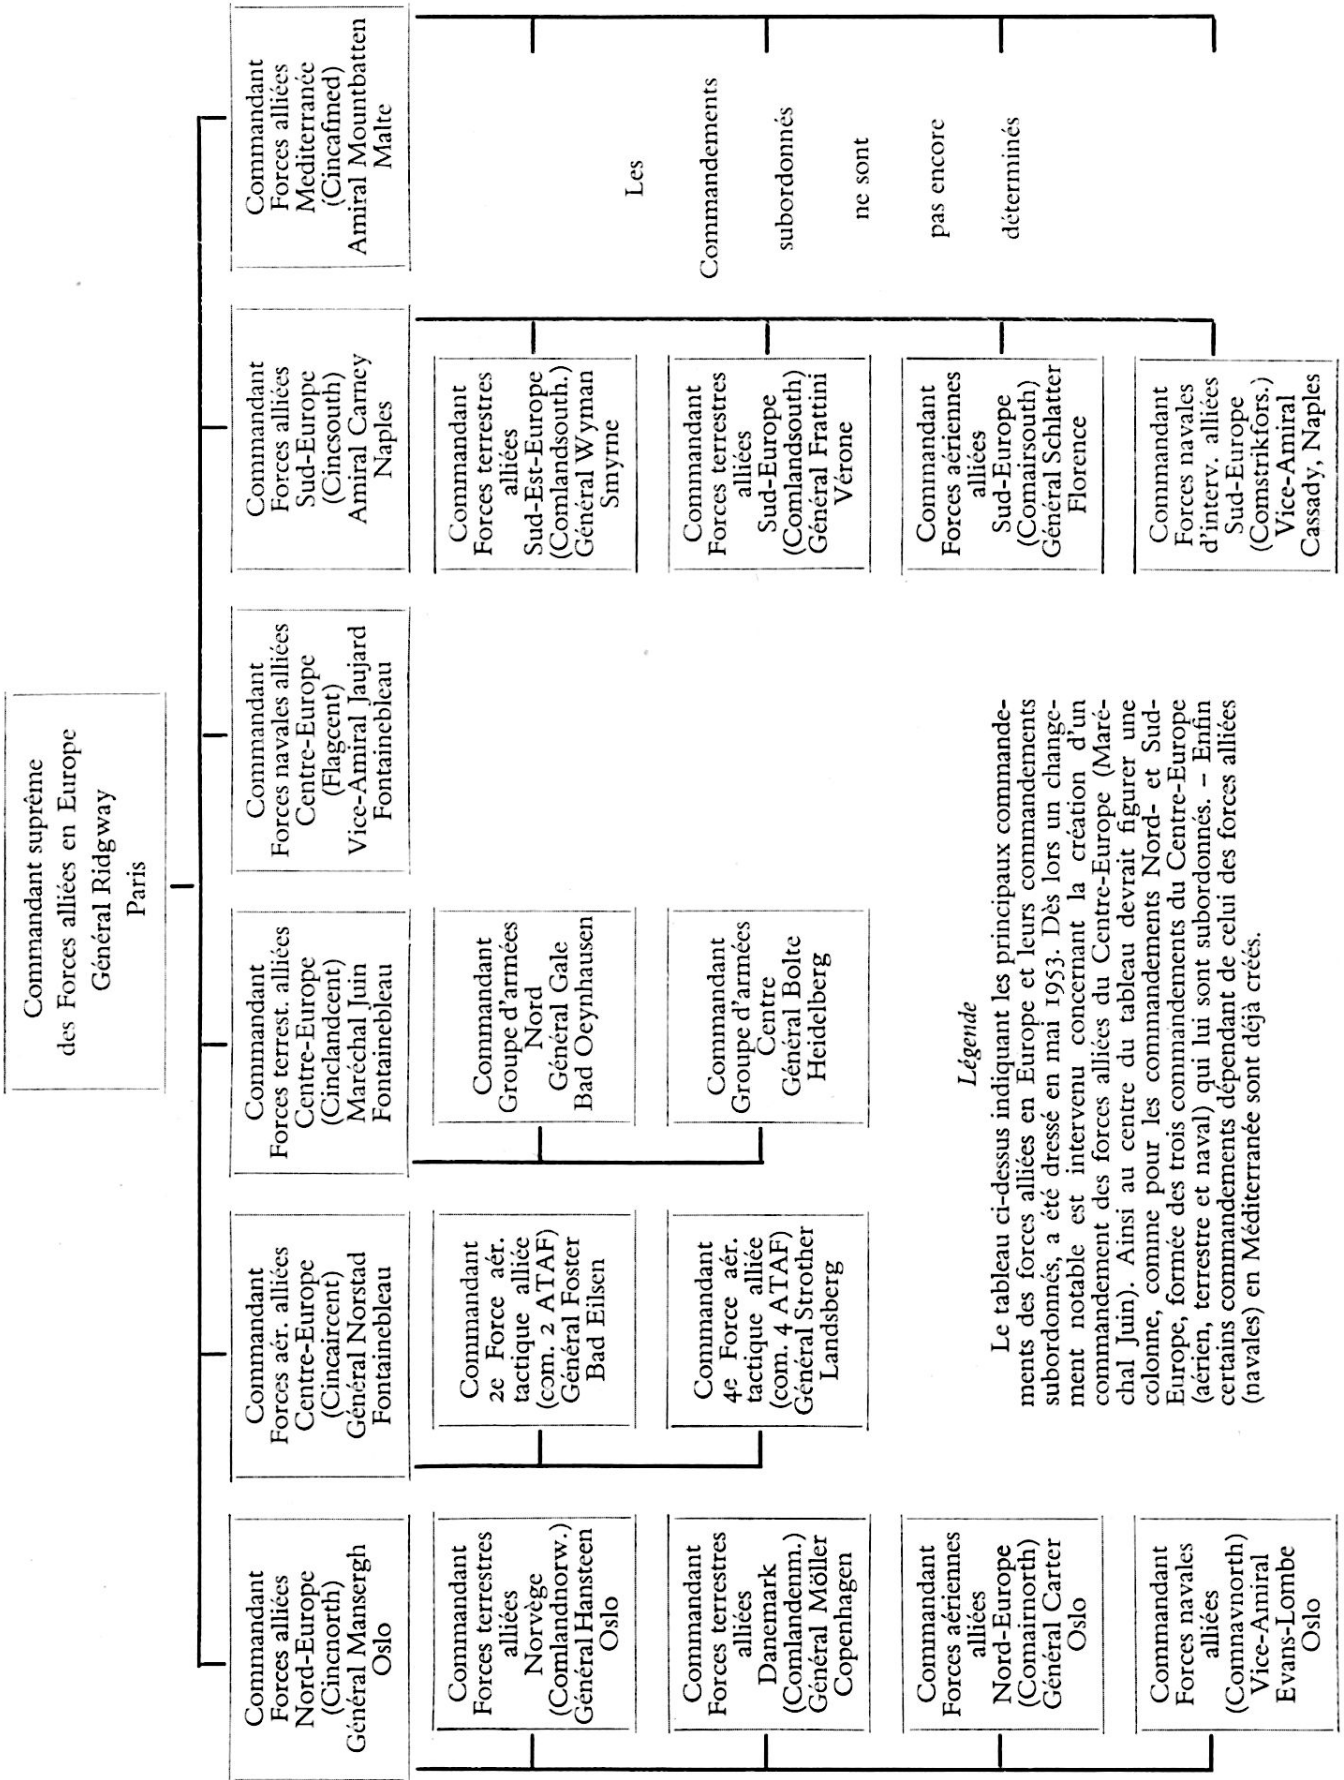 Commandant suprême
des Forces alliées en Europe
Général Ridgway
Paris
Commandant
Forces alliées
Nord-Europe
(Cincnorth)
Général Mansergh
Oslo
Commandant
Forces terrestres
alliées
Norvège
(Comlandnorw.)
Général Hansteen
Oslo
Commandant
Forces terrestres
alliées
Danemark
(Comlandenm.)
Général Möller
Copenhagen
Commandant
Forces aériennes
alliées
Nord-Europe
(Comairnorth)
Général Carter
Oslo
Commandant
Forces navales
alliées
(Comnavnorth)
Vice-Amiral
Evans-Lombe
Oslo
Commandant
Forces aér. alliées
Centre-Europe
(Cincaircent)
Général Norstad
Fontainebleau
Commandant
2e Force aér.
tactique alliée
(com. 2 ATAF)
Général Foster
Bad Eilsen
Commandant
4e Force aér.
tactique alliée
(com. 4 ATAF)
Général Strother
Landsberg
Commandant
Forces terrest. alliées
Centre-Europe
(Cinclandcent)
Maréchal Juin
Fontainebleau
Commandant
Groupe d'armées
Nord
Général Gale
Bad Oeynhausen
Commandant
Groupe d'armées
Centre
Général Bolte
Heidelberg
Commandant
Forces navales alliées
Centre-Europe
(Flagcent)
Vice-Amiral Jaujard
Fontainebleau
Commandant
Forces alliées
Sud-Europe
(Cincsouth)
Amiral Carney
Naples
Commandant
Forces terrestres
alliées
Sud-Est-Europe
(Comlandsouth.)
Général Wyman
Smyrne
Commandant
Forces terrestres
alliées
Sud-Europe
(Comlandsouth)
Général Frattini
Vérone
Commandant
Forces aériennes
alliées
Sud-Europe
(Comairsouth)
Général Schlatter
Florence
Commandant
Forces navales
d'interv. alliées
Sud-Europe
(Comstrikfors.)
Vice-Amiral
Cassady, Naples
Commandant
Forces alliées
Mediterranée
(Cincafmed)
Amiral Mountbatten
Malte
Les
Commandements
subordonnés
ne sont
pas encore
déterminés
Légende
Le tableau ci-dessus indiquant les principaux commande-
ments des forces alliées en Europe et leurs commandements
subordonnés, a été dressé en mai 1953. Dès lors un change-
ment notable est intervenu concernant la création d'un
commandement des forces alliées du Centre-Europe (Maré-
chal Juin). Ainsi au centre du tableau devrait figurer une
colonne, comme pour les commandements Nord- et Sud-
Europe, formée des trois commandements du Centre-Europe
(aérien, terrestre et naval) qui lui sont subordonnés. – Enfin
certains commandements dépendant de celui des forces alliées
(navales) en Méditerranée sont déjà créés.